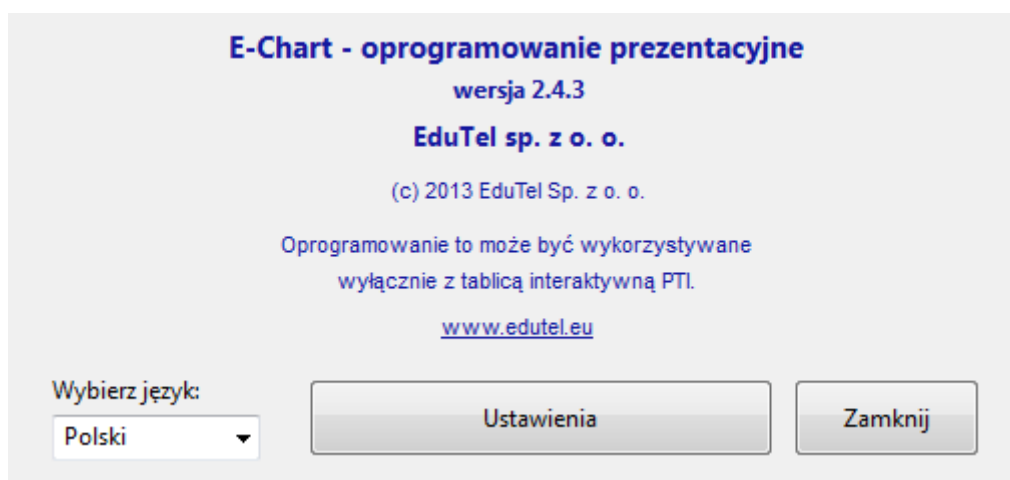 E-Chart - oprogramowanie prezentacyjne
wersja 2.4.3
EduTel sp. z o. o.
(c) 2013 EduTel Sp. z o. o.
Oprogramowanie to może być wykorzystywane
wyłącznie z tablicą interaktywną PTI.
www.edutel.eu
Wybierz język:
Polski
Ustawienia
Zamknij